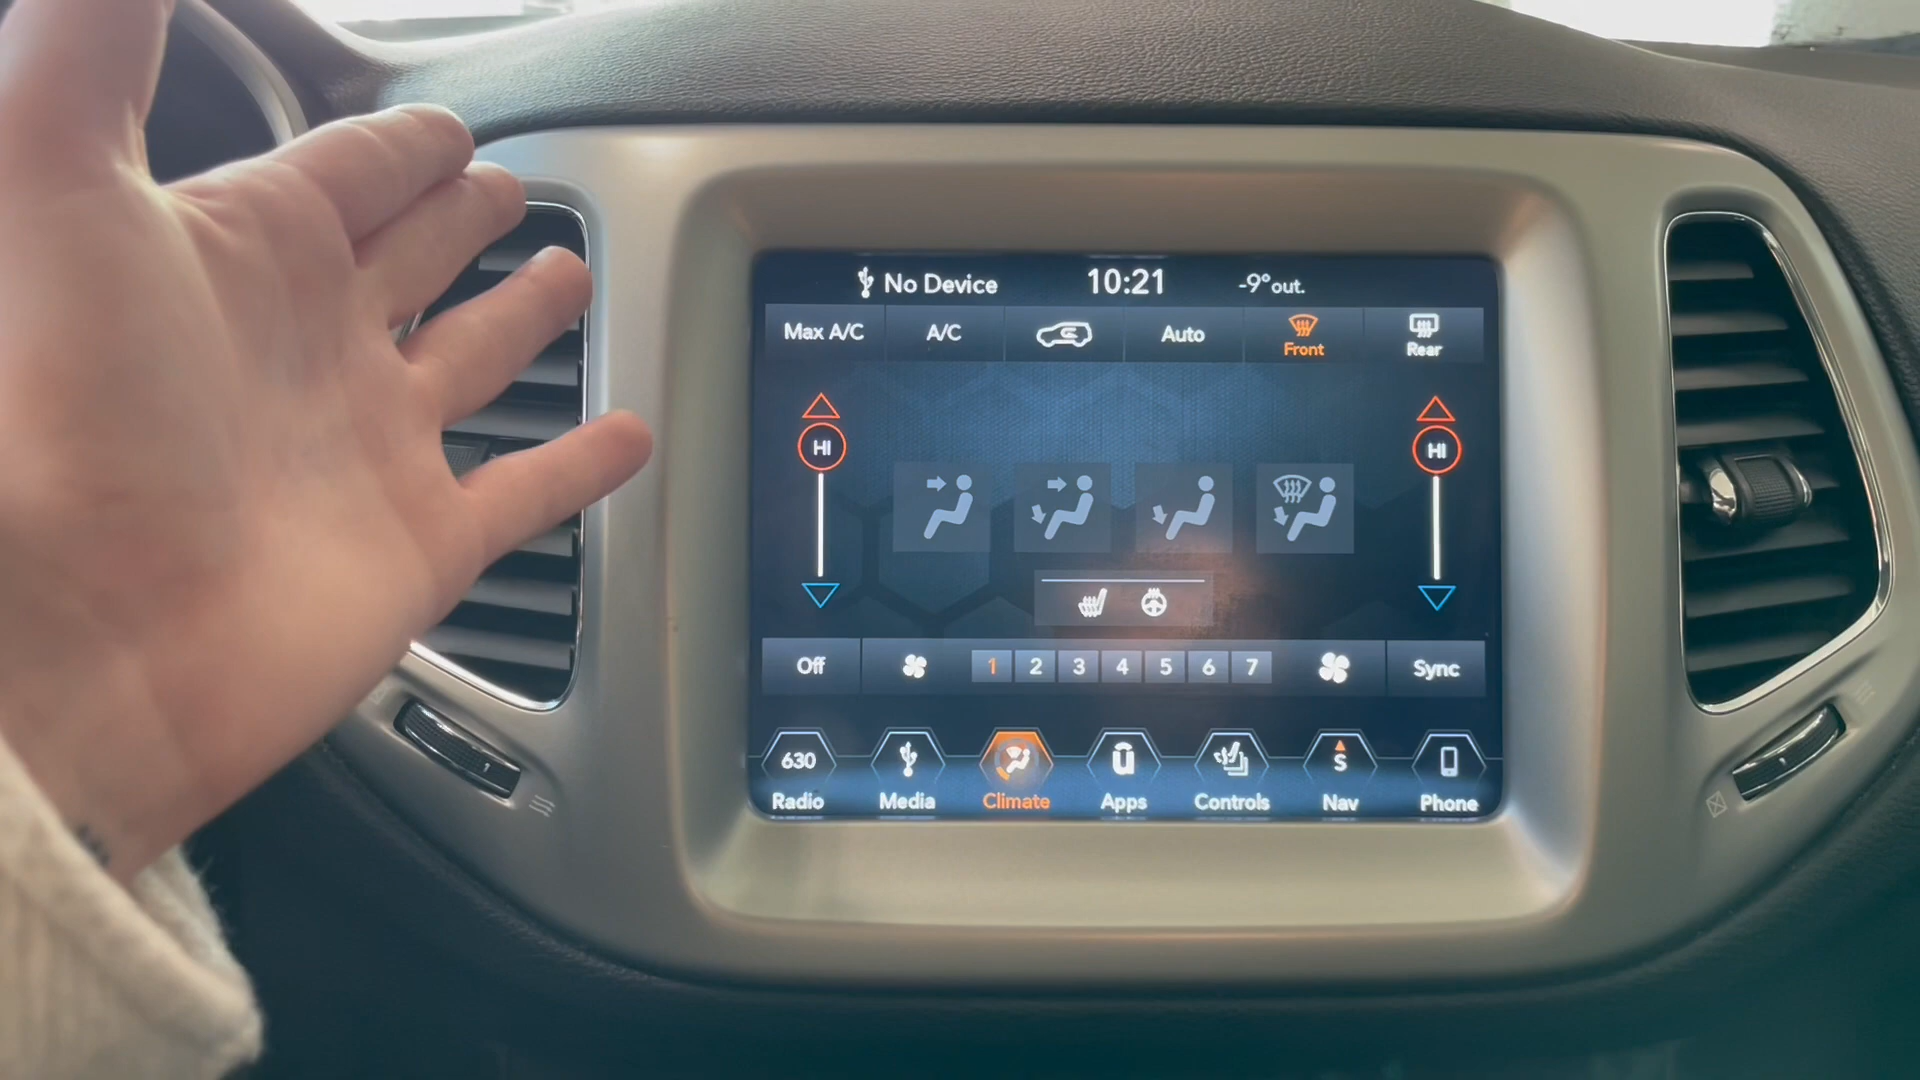 No Device 10:21 -9°out.
Max A/C A/C Auto Front Rear
HI HI
Off 1 2 3 4 5 6 7 Sync
630 S
Radio Media Climate Apps Controls Nav Phone